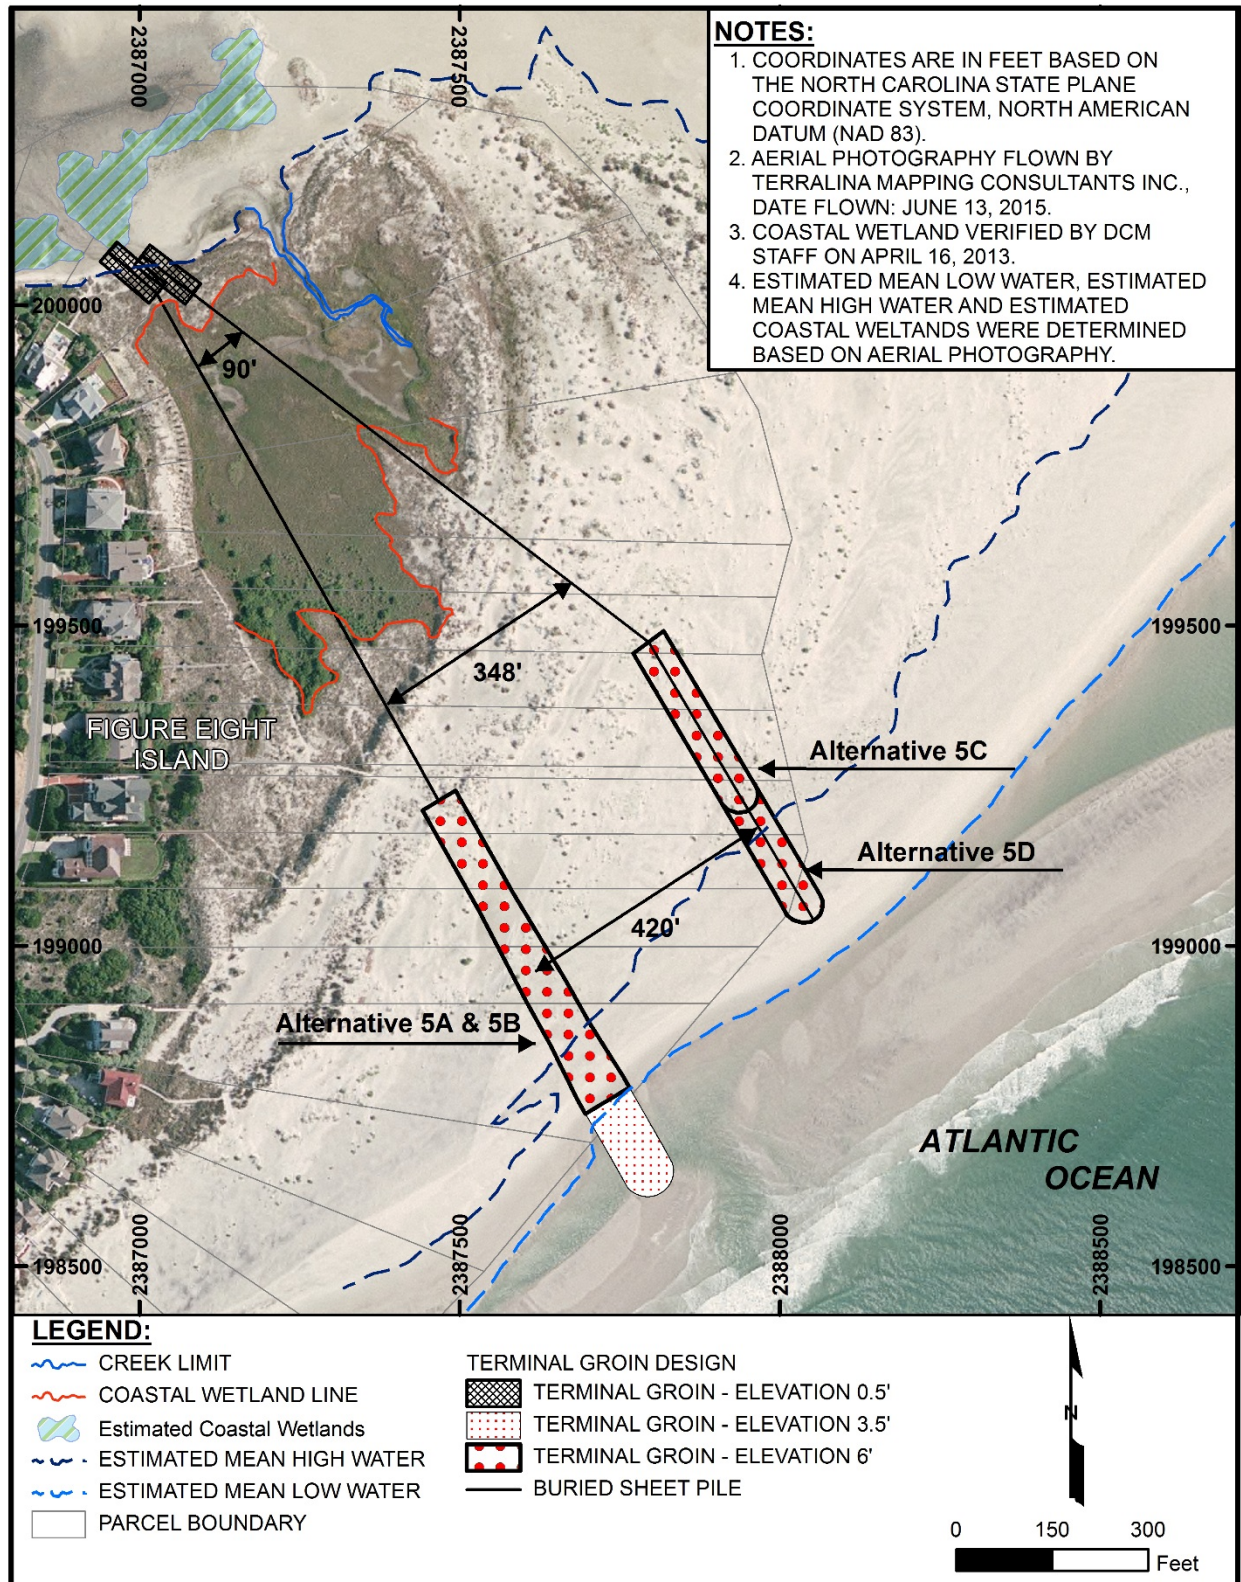 2387000
2387500
NOTES:
1. COORDINATES ARE IN FEET BASED ON
THE NORTH CAROLINA STATE PLANE
COORDINATE SYSTEM, NORTH AMERICAN
DATUM (NAD 83).
2. AERIAL PHOTOGRAPHY FLOWN BY
TERRALINA MAPPING CONSULTANTS INC.,
DATE FLOWN: JUNE 13, 2015.
3. COASTAL WETLAND VERIFIED BY DCM
STAFF ON APRIL 16, 2013.
4. ESTIMATED MEAN LOW WATER, ESTIMATED
MEAN HIGH WATER AND ESTIMATED
COASTAL WELTANDS WERE DETERMINED
BASED ON AERIAL PHOTOGRAPHY.
200000
90'
199500
199500
348'
FIGURE EIGHT
ISLAND
Alternative 5C
Alternative 5D
420'
199000
199000
Alternative 5A & 5B
ATLANTIC
OCEAN
198500
2387000
2387500
2388000
2388500
198500
LEGEND:
CREEK LIMIT
COASTAL WETLAND LINE
Estimated Coastal Wetlands
ESTIMATED MEAN HIGH WATER
ESTIMATED MEAN LOW WATER
PARCEL BOUNDARY
TERMINAL GROIN DESIGN
TERMINAL GROIN - ELEVATION 0.5'
TERMINAL GROIN - ELEVATION 3.5'
TERMINAL GROIN - ELEVATION 6'
BURIED SHEET PILE
N
0 150 300
Feet